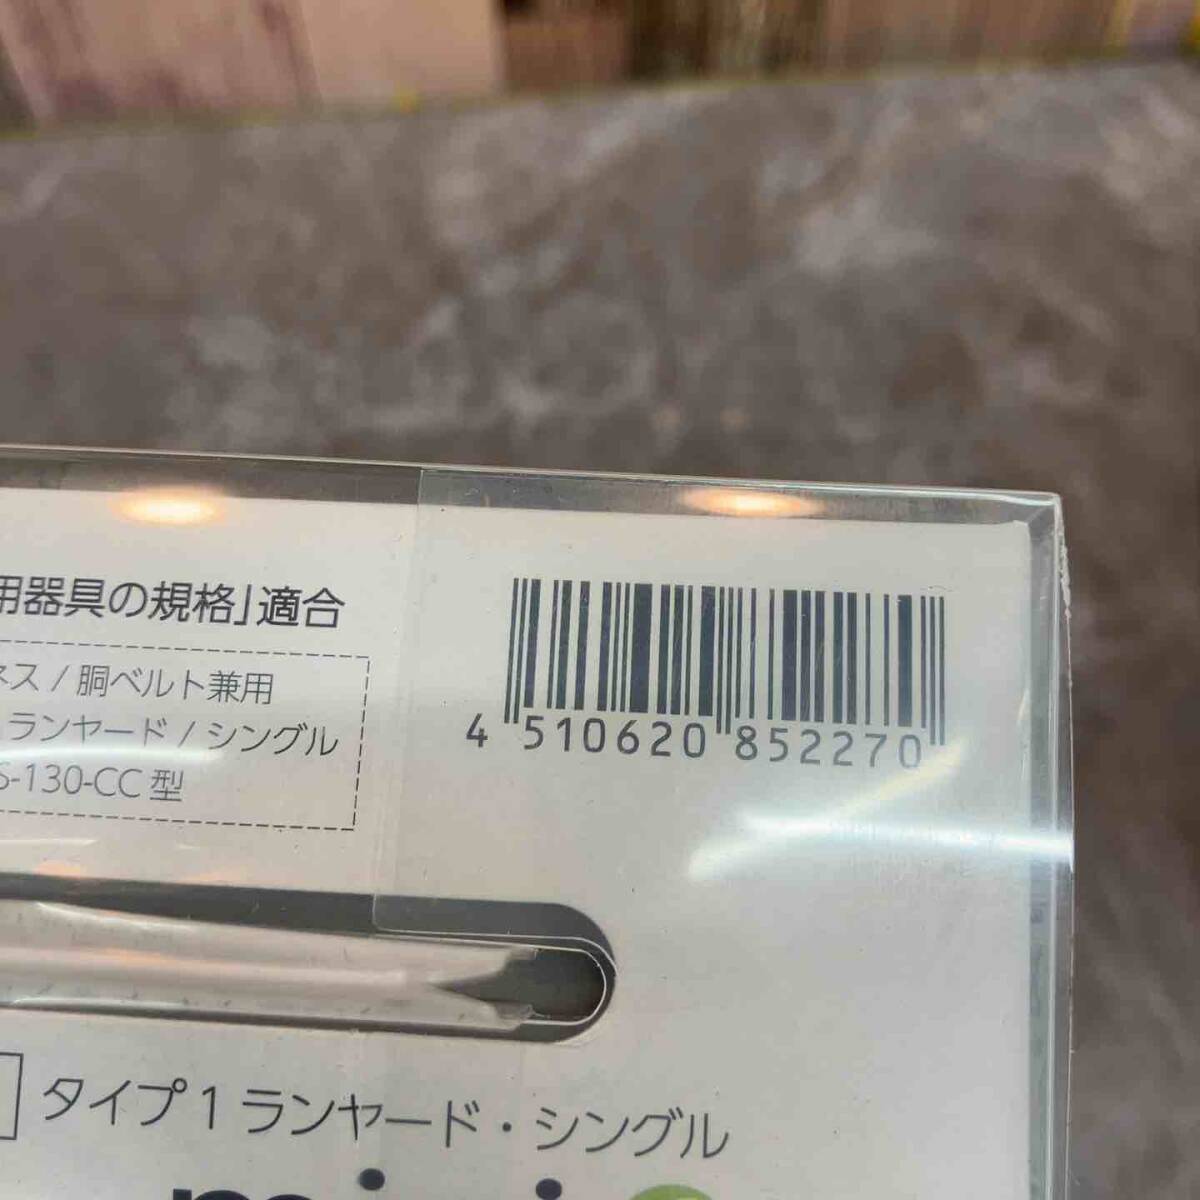 用器具の規格」適合
ネス / 胴ベルト兼用
ランヤード / シングル
S-130-CC 型
4 510620 852270
タイプ1 ランヤード・シングル